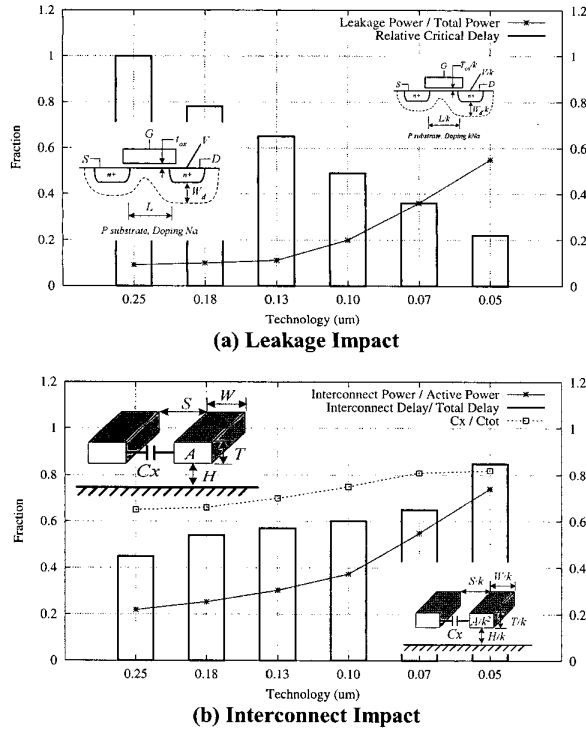 1.2
1
0.8
0.6
0.4
0.2
0
Fraction
1
0.8
0.6
0.4
0.2
0
Leakage Power / Total Power
Relative Critical Delay
G
tox
V
S
D
n+
n+
Wd
L
P substrate, Doping Na
G
Tox/k
V/k
S
D
n+
n+
L/k
P substrate, Doping kNa
0.25 0.18 0.13 0.10 0.07 0.05
Technology (um)
(a) Leakage Impact
1.2
1
0.8
0.6
0.4
0.2
0
Fraction
1.2
1
0.8
0.6
0.4
0.2
0
Interconnect Power / Active Power
Interconnect Delay/ Total Delay
Cx / Ctot
S
W
A
T
Cx
H
S/k
W/k
A/k²
T/k
Cx
H/k
0.25 0.18 0.13 0.10 0.07 0.05
Technology (um)
(b) Interconnect Impact